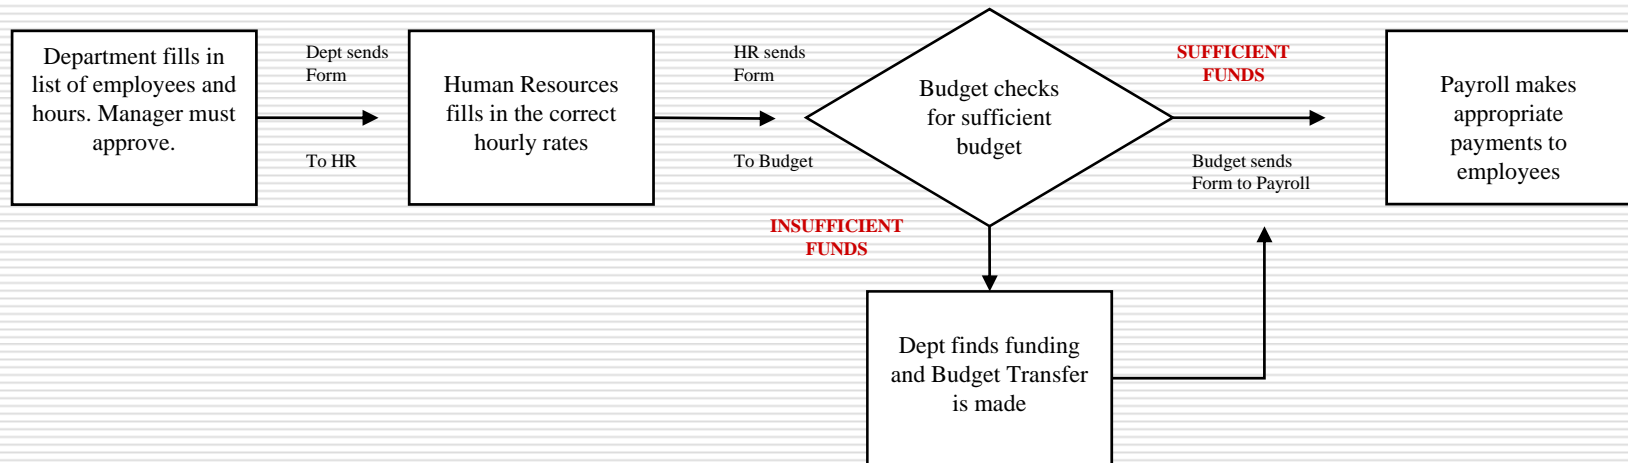 Department fills in
list of employees and
hours. Manager must
approve.
Dept sends
Form
To HR
Human Resources
fills in the correct
hourly rates
HR sends
Form
To Budget
Budget checks
for sufficient
budget
SUFFICIENT
FUNDS
Budget sends
Form to Payroll
Payroll makes
appropriate
payments to
employees
INSUFFICIENT
FUNDS
Dept finds funding
and Budget Transfer
is made